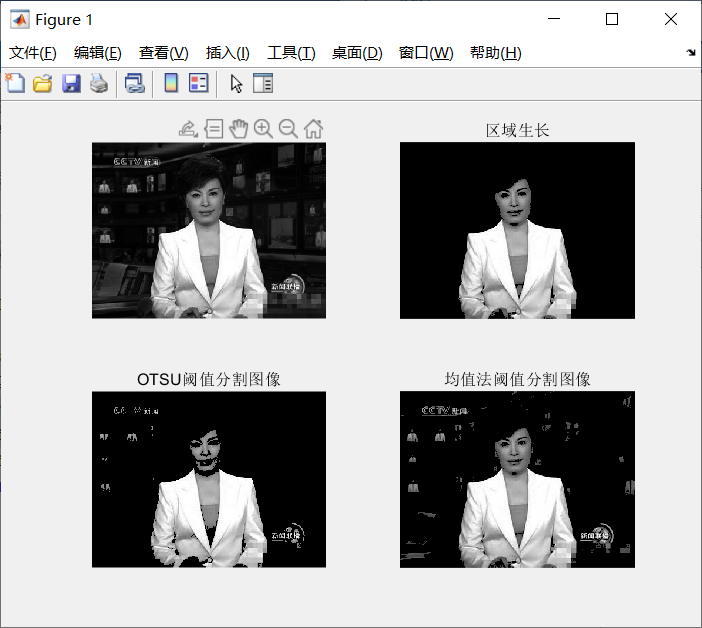 Figure 1
文件(F) 编辑(E) 查看(V) 插入(I) 工具(T) 桌面(D) 窗口(W) 帮助(H)
区域生长
CCTV 新闻
新闻联播
OTSU阈值分割图像
均值法阈值分割图像
新闻
新闻联播
CCTV 新闻
新闻联播